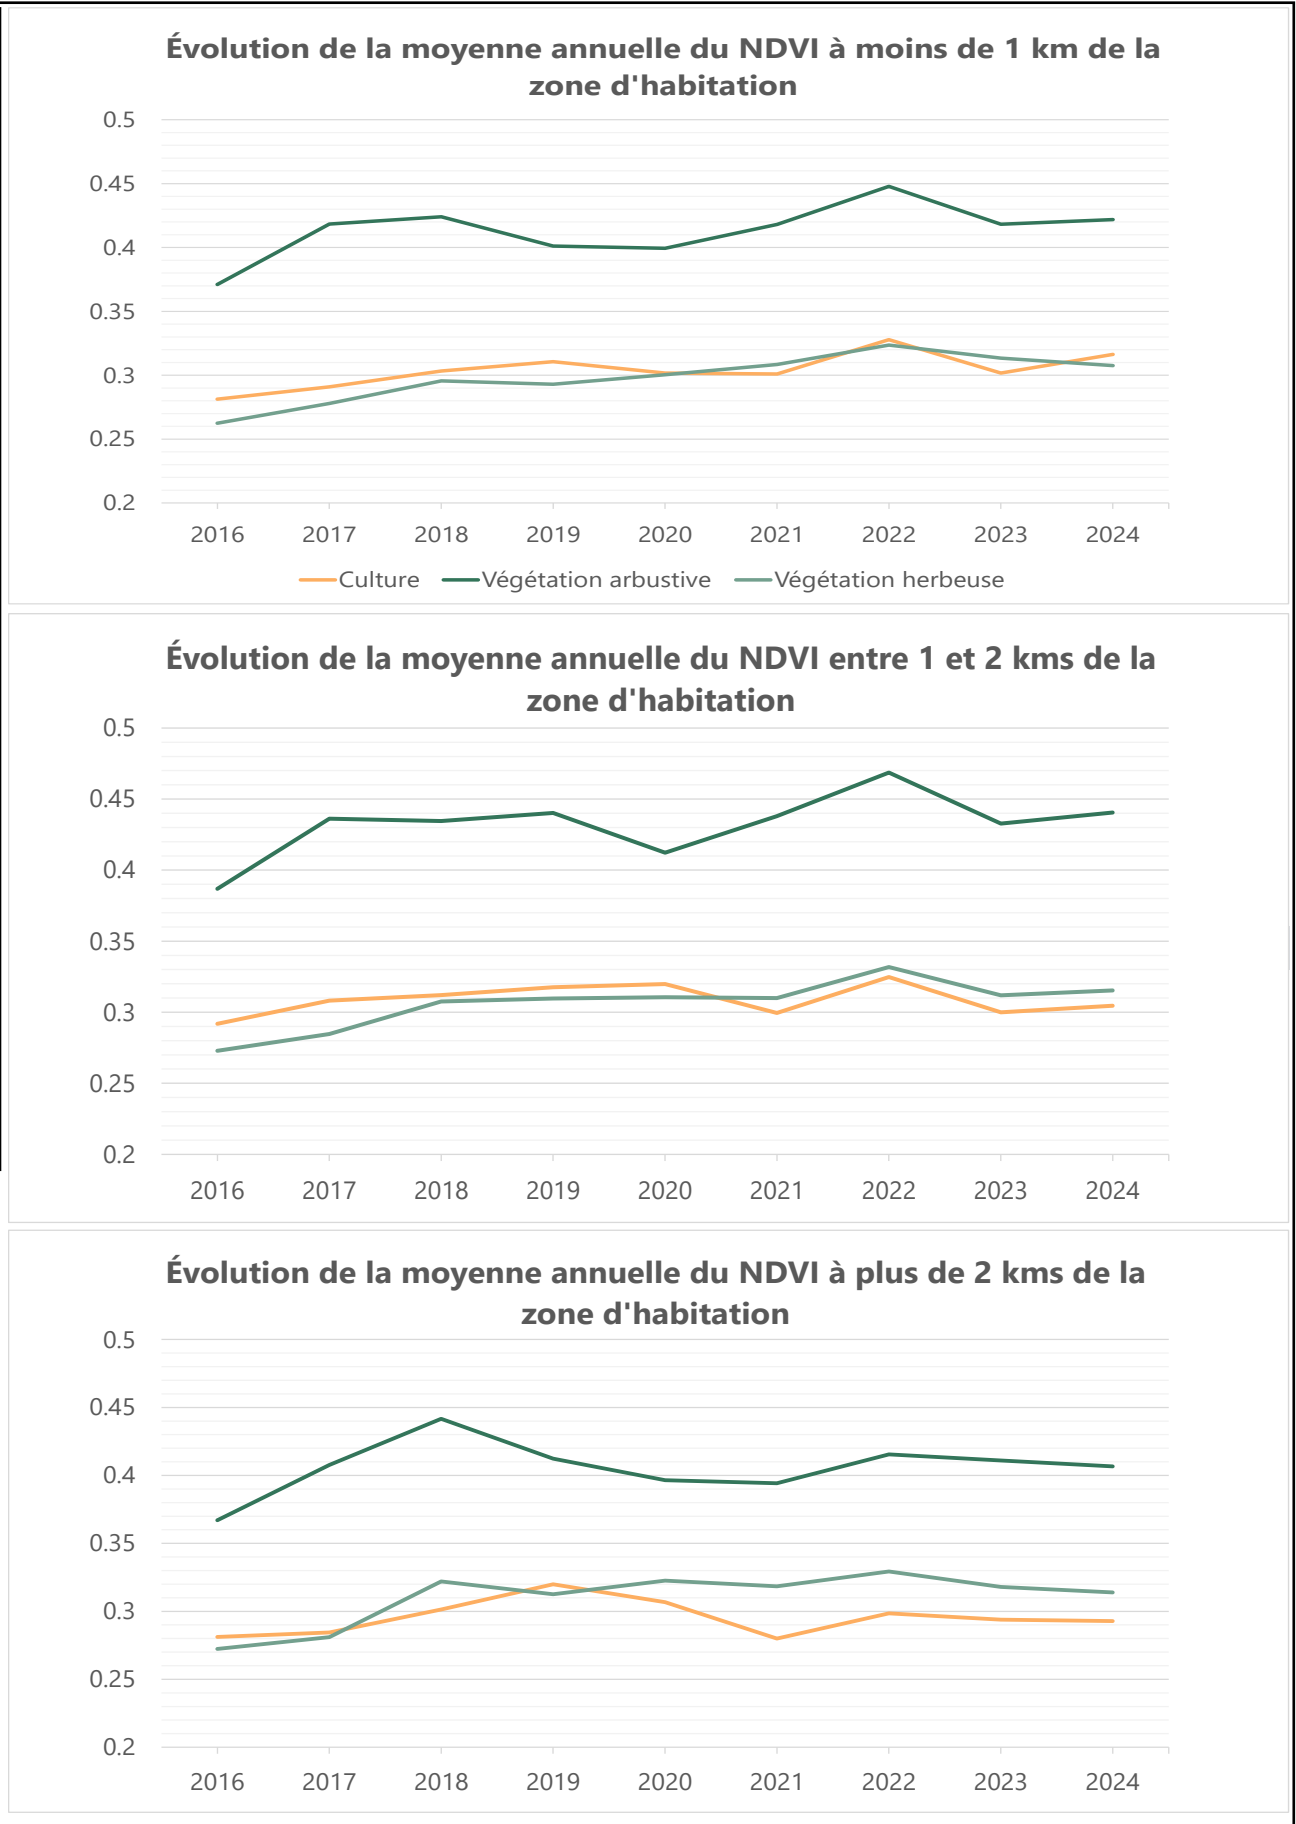 Évolution de la moyenne annuelle du NDVI à moins de 1 km de la
zone d'habitation
0.5
0.45
0.4
0.35
0.3
0.25
0.2
2016 2017 2018 2019 2020 2021 2022 2023 2024
Culture Végétation arbustive Végétation herbeuse
Évolution de la moyenne annuelle du NDVI entre 1 et 2 kms de la
zone d'habitation
0.5
0.45
0.4
0.35
0.3
0.25
0.2
2016 2017 2018 2019 2020 2021 2022 2023 2024
Évolution de la moyenne annuelle du NDVI à plus de 2 kms de la
zone d'habitation
0.5
0.45
0.4
0.35
0.3
0.25
0.2
2016 2017 2018 2019 2020 2021 2022 2023 2024